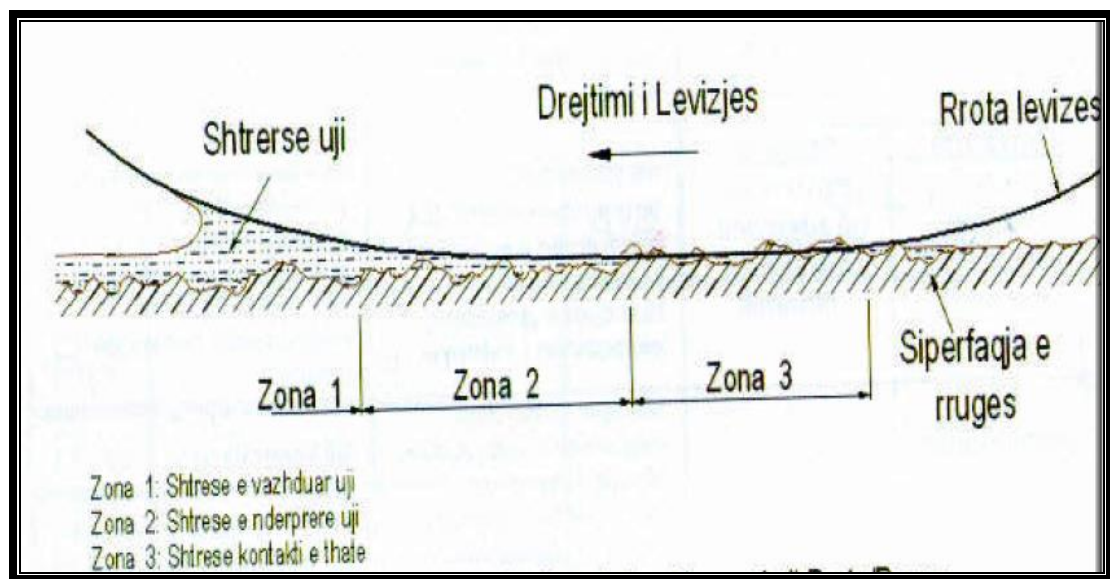 Drejtimi i Levizjes
Rrota levizes
Shtrerse uji
Siperfaqja e
rruges
Zona 1
Zona 2
Zona 3
Zona 1: Shtrese e vazhduar uji
Zona 2: Shtrese e nderprere uji
Zona 3: Shtrese kontakti e thate